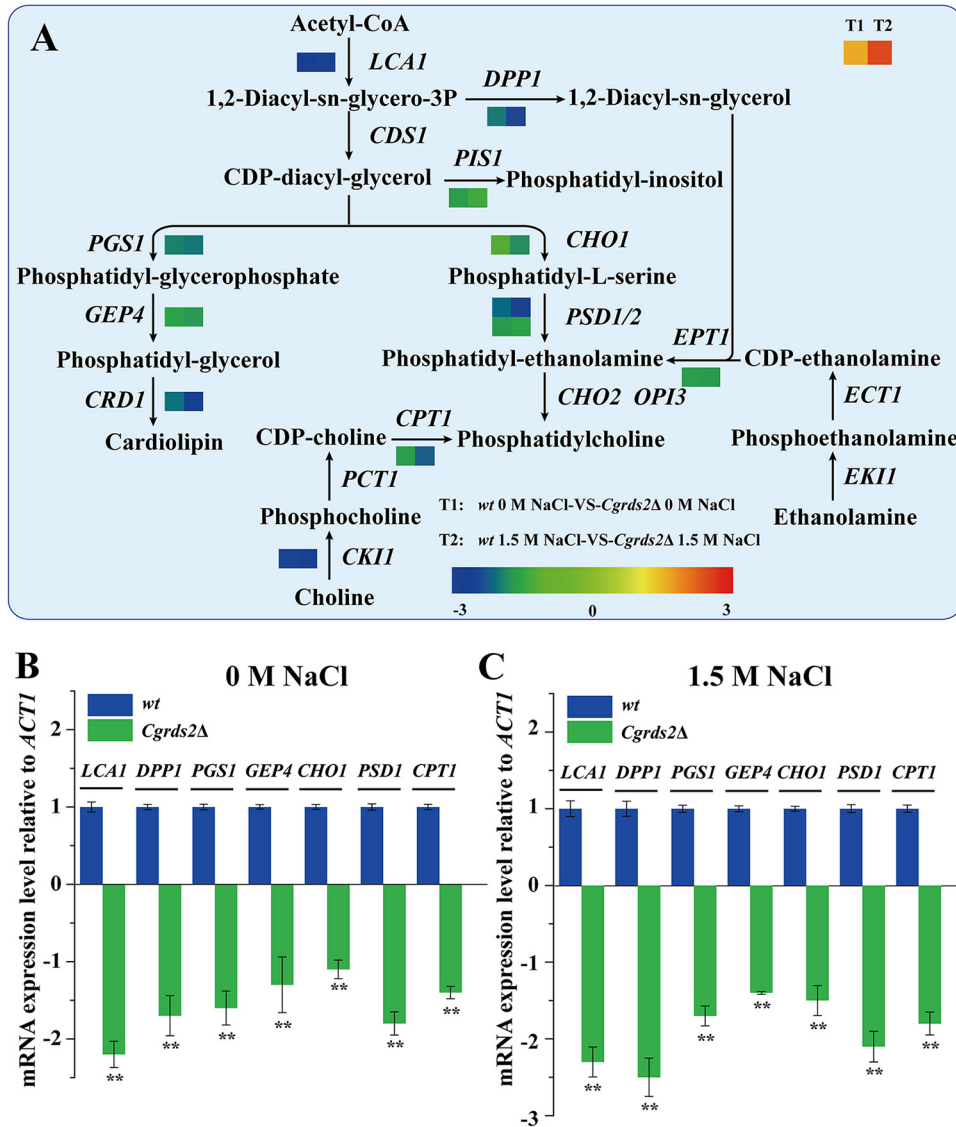 A
Acetyl-CoA
T1 T2
LCA1
DPP1
1,2-Diacyl-sn-glycero-3P
1,2-Diacyl-sn-glycerol
CDS1
PIS1
CDP-diacyl-glycerol
Phosphatidyl-inositol
PGS1
CHO1
Phosphatidyl-glycerophosphate
Phosphatidyl-L-serine
GEP4
PSD1/2
EPT1
Phosphatidyl-glycerol
Phosphatidyl-ethanolamine
CDP-ethanolamine
CRD1
CHO2 OPI3
ECT1
CPT1
Cardiolipin
CDP-choline
Phosphatidylcholine
Phosphoethanolamine
PCT1
EKI1
T1: wt 0 M NaCl-VS-Cgrds2Δ 0 M NaCl
Phosphocholine
Ethanolamine
T2: wt 1.5 M NaCl-VS-Cgrds2Δ 1.5 M NaCl
CKI1
Choline
-3 0 3
B
0 M NaCl
mRNA expression level relative to ACT1
wt
Cgrds2Δ
LCA1 DPP1 PGS1 GEP4 CHO1 PSD1 CPT1
2
1
0
-1
-2
** ** ** ** ** ** **
C
1.5 M NaCl
mRNA expression level relative to ACT1
wt
Cgrds2Δ
LCA1 DPP1 PGS1 GEP4 CHO1 PSD1 CPT1
2
1
0
-1
-2
-3
** ** ** ** ** ** **